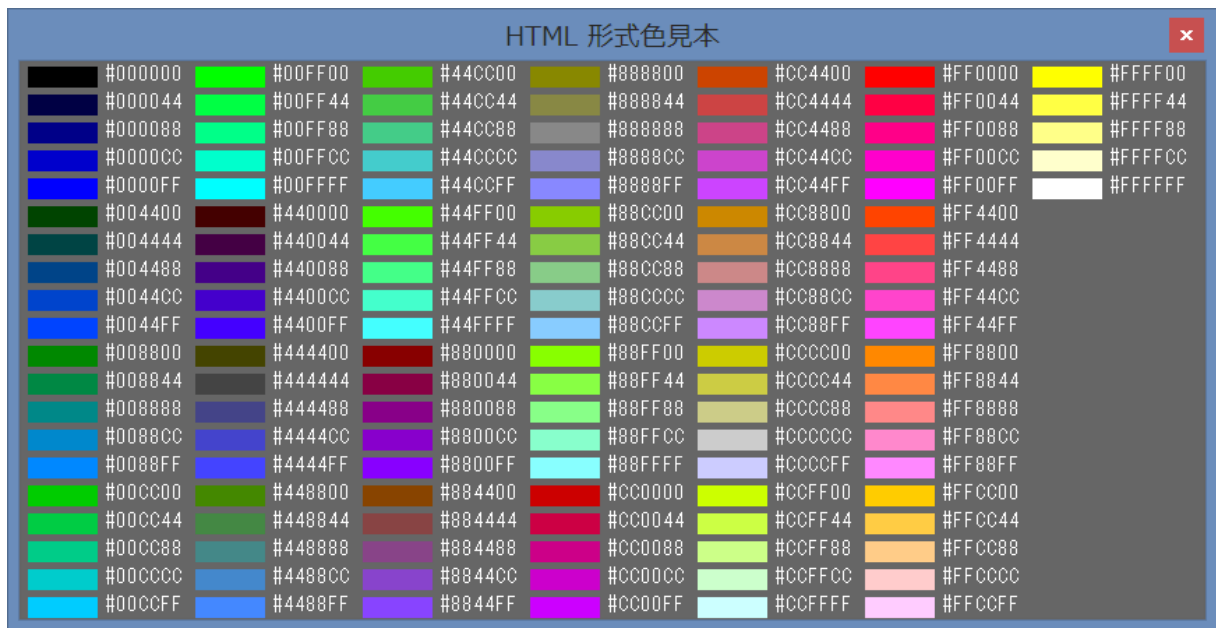 HTML 形式色見本
x
#000000 #00FF00 #44CC00 #888800 #CC4400 #FF0000 #FFFF00
#000044 #00FF44 #44CC44 #888844 #CC4444 #FF0044 #FFFF44
#000088 #00FF88 #44CC88 #888888 #CC4488 #FF0088 #FFFF88
#0000CC #00FFCC #44CCCC #8888CC #CC44CC #FF00CC #FFFFCC
#0000FF #00FFFF #44CCFF #8888FF #CC44FF #FF00FF #FFFFFF
#004400 #440000 #44FF00 #88CC00 #CC8800 #FF4400
#004444 #440044 #44FF44 #88CC44 #CC8844 #FF4444
#004488 #440088 #44FF88 #88CC88 #CC8888 #FF4488
#0044CC #4400CC #44FFCC #88CCCC #CC88CC #FF44CC
#0044FF #4400FF #44FFFF #88CCFF #CC88FF #FF44FF
#008800 #444400 #880000 #88FF00 #CCCC00 #FF8800
#008844 #444444 #880044 #88FF44 #CCCC44 #FF8844
#008888 #444488 #880088 #88FF88 #CCCC88 #FF8888
#0088CC #4444CC #8800CC #88FFCC #CCCCCC #FF88CC
#0088FF #4444FF #8800FF #88FFFF #CCCCFF #FF88FF
#00CC00 #448800 #884400 #CC0000 #CCFF00 #FFCC00
#00CC44 #448844 #884444 #CC0044 #CCFF44 #FFCC44
#00CC88 #448888 #884488 #CC0088 #CCFF88 #FFCC88
#00CCCC #4488CC #8844CC #CC00CC #CCFFCC #FFCCCC
#00CCFF #4488FF #8844FF #CC00FF #CCFFFF #FFCCFF